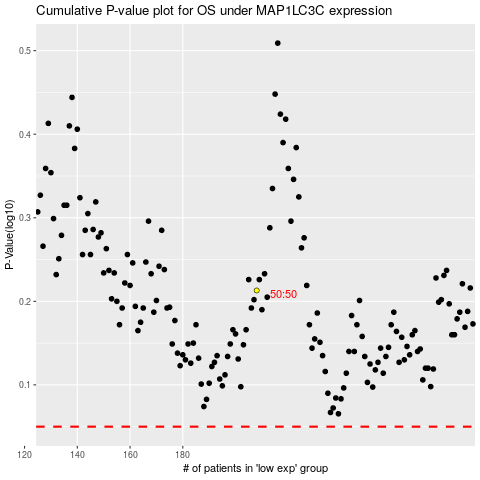 Cumulative P-value plot for OS under MAP1LC3C expression
P-Value(log10)
0.5
0.4
0.3
0.2
0.1
50:50
120 140 160 180
# of patients in 'low exp' group